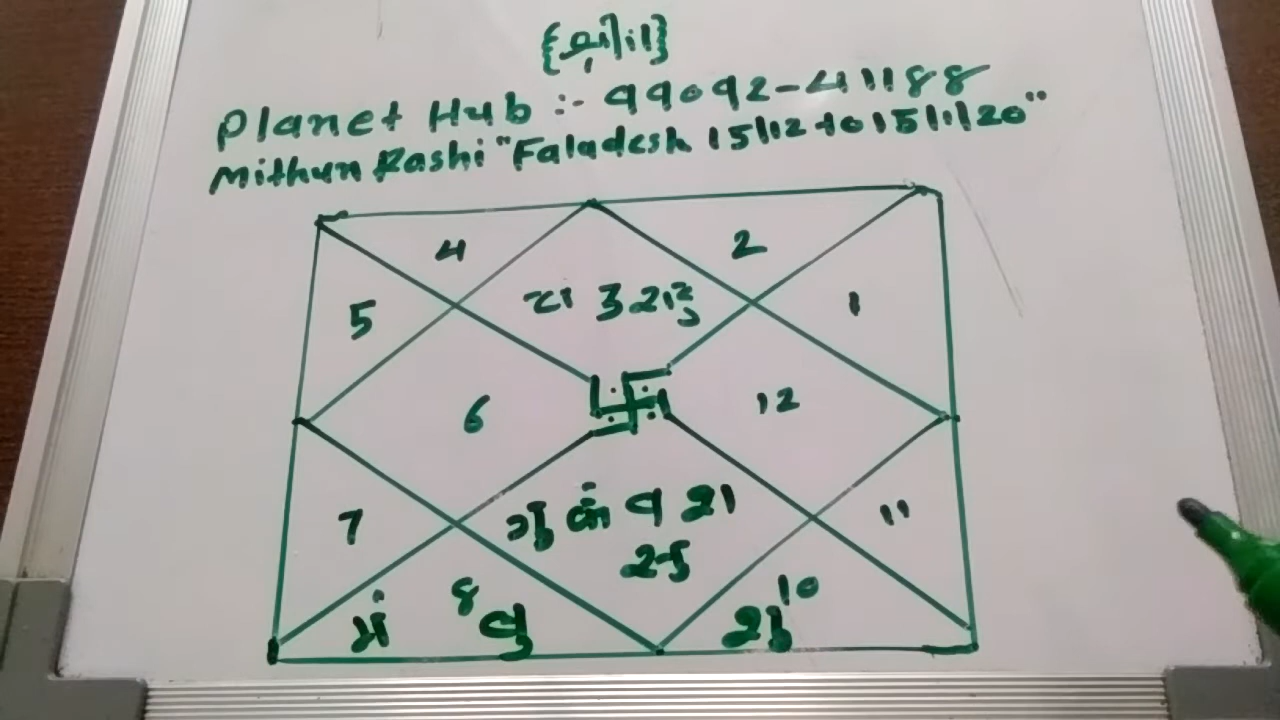 Planet Hub :- 99092-41188
Mithun Rashi "Faladesh 15/12 to 15/1/20"
4 2
5 3 રાહુ 1
6 12
ગુ કે 9 શ
7 11
8 10
મં બુ શુ